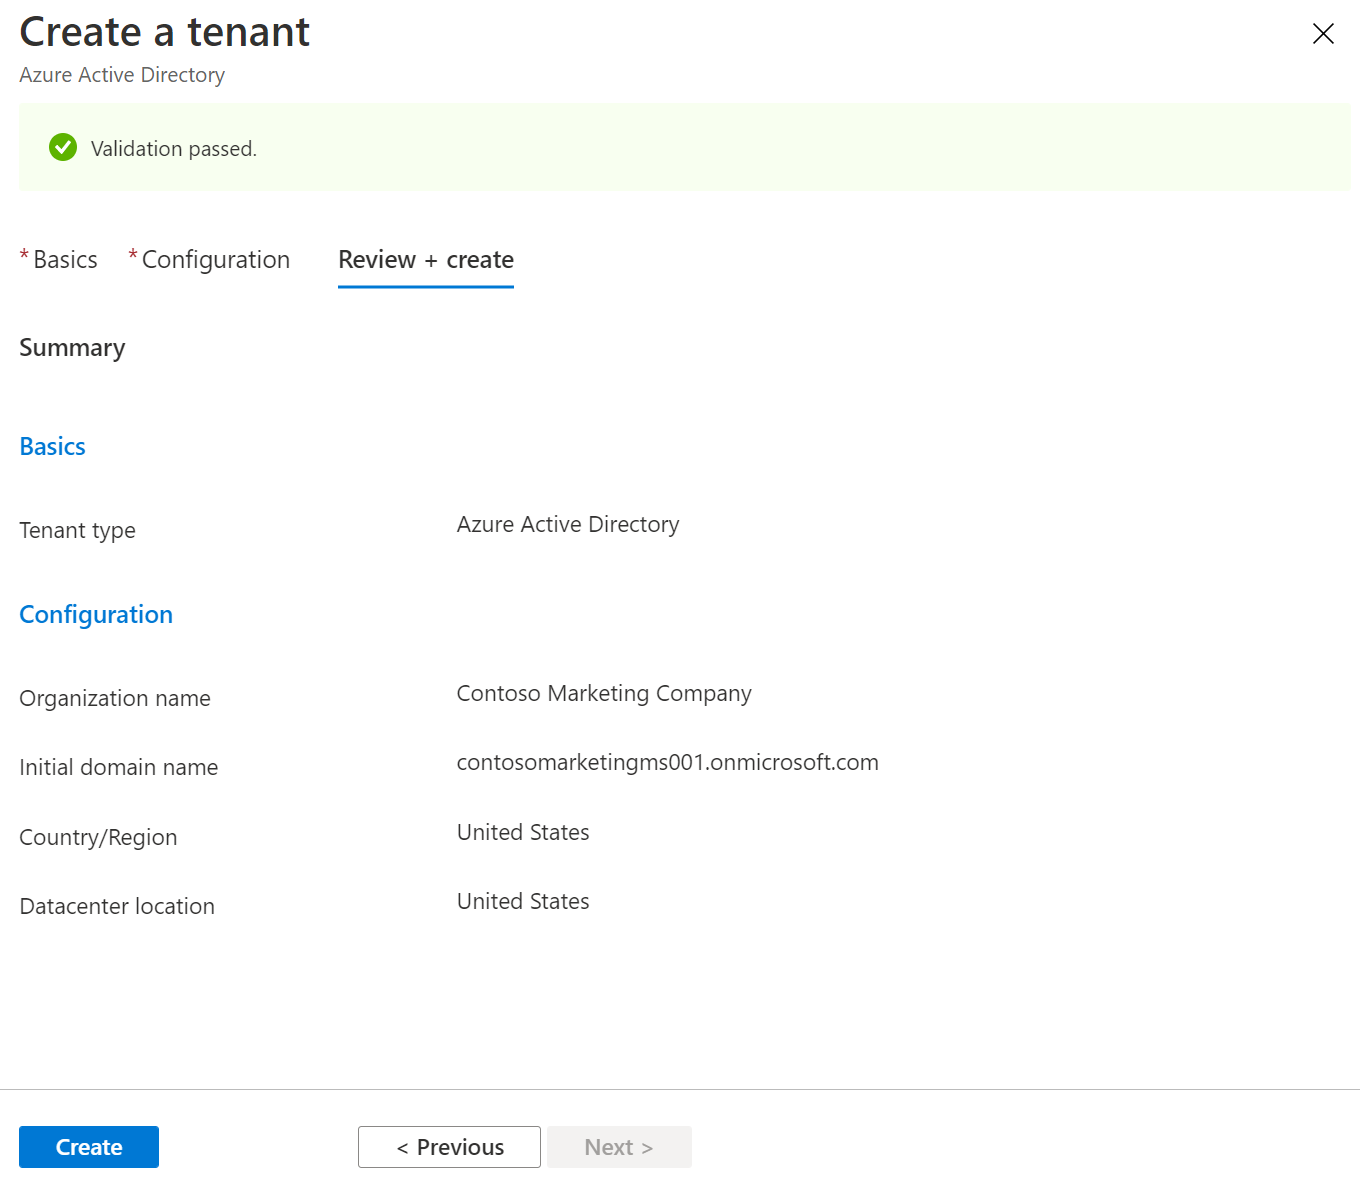 Create a tenant
Azure Active Directory
Validation passed.
* Basics * Configuration Review + create
Summary
Basics
Tenant type Azure Active Directory
Configuration
Organization name Contoso Marketing Company
Initial domain name contosomarketingms001.onmicrosoft.com
Country/Region United States
Datacenter location United States
Create < Previous Next >